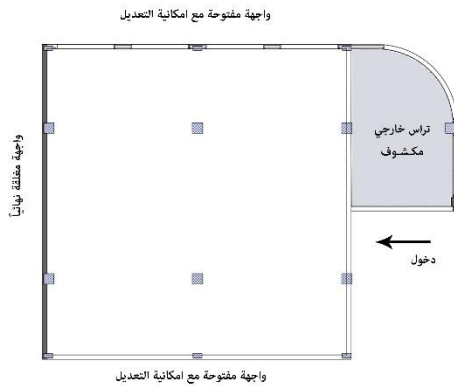 واجهة مفتوحة مع امكانية التعديل
تراس خارجي
مكشوف
واجهة مغلقة نهائياً
دخول
واجهة مفتوحة مع امكانية التعديل